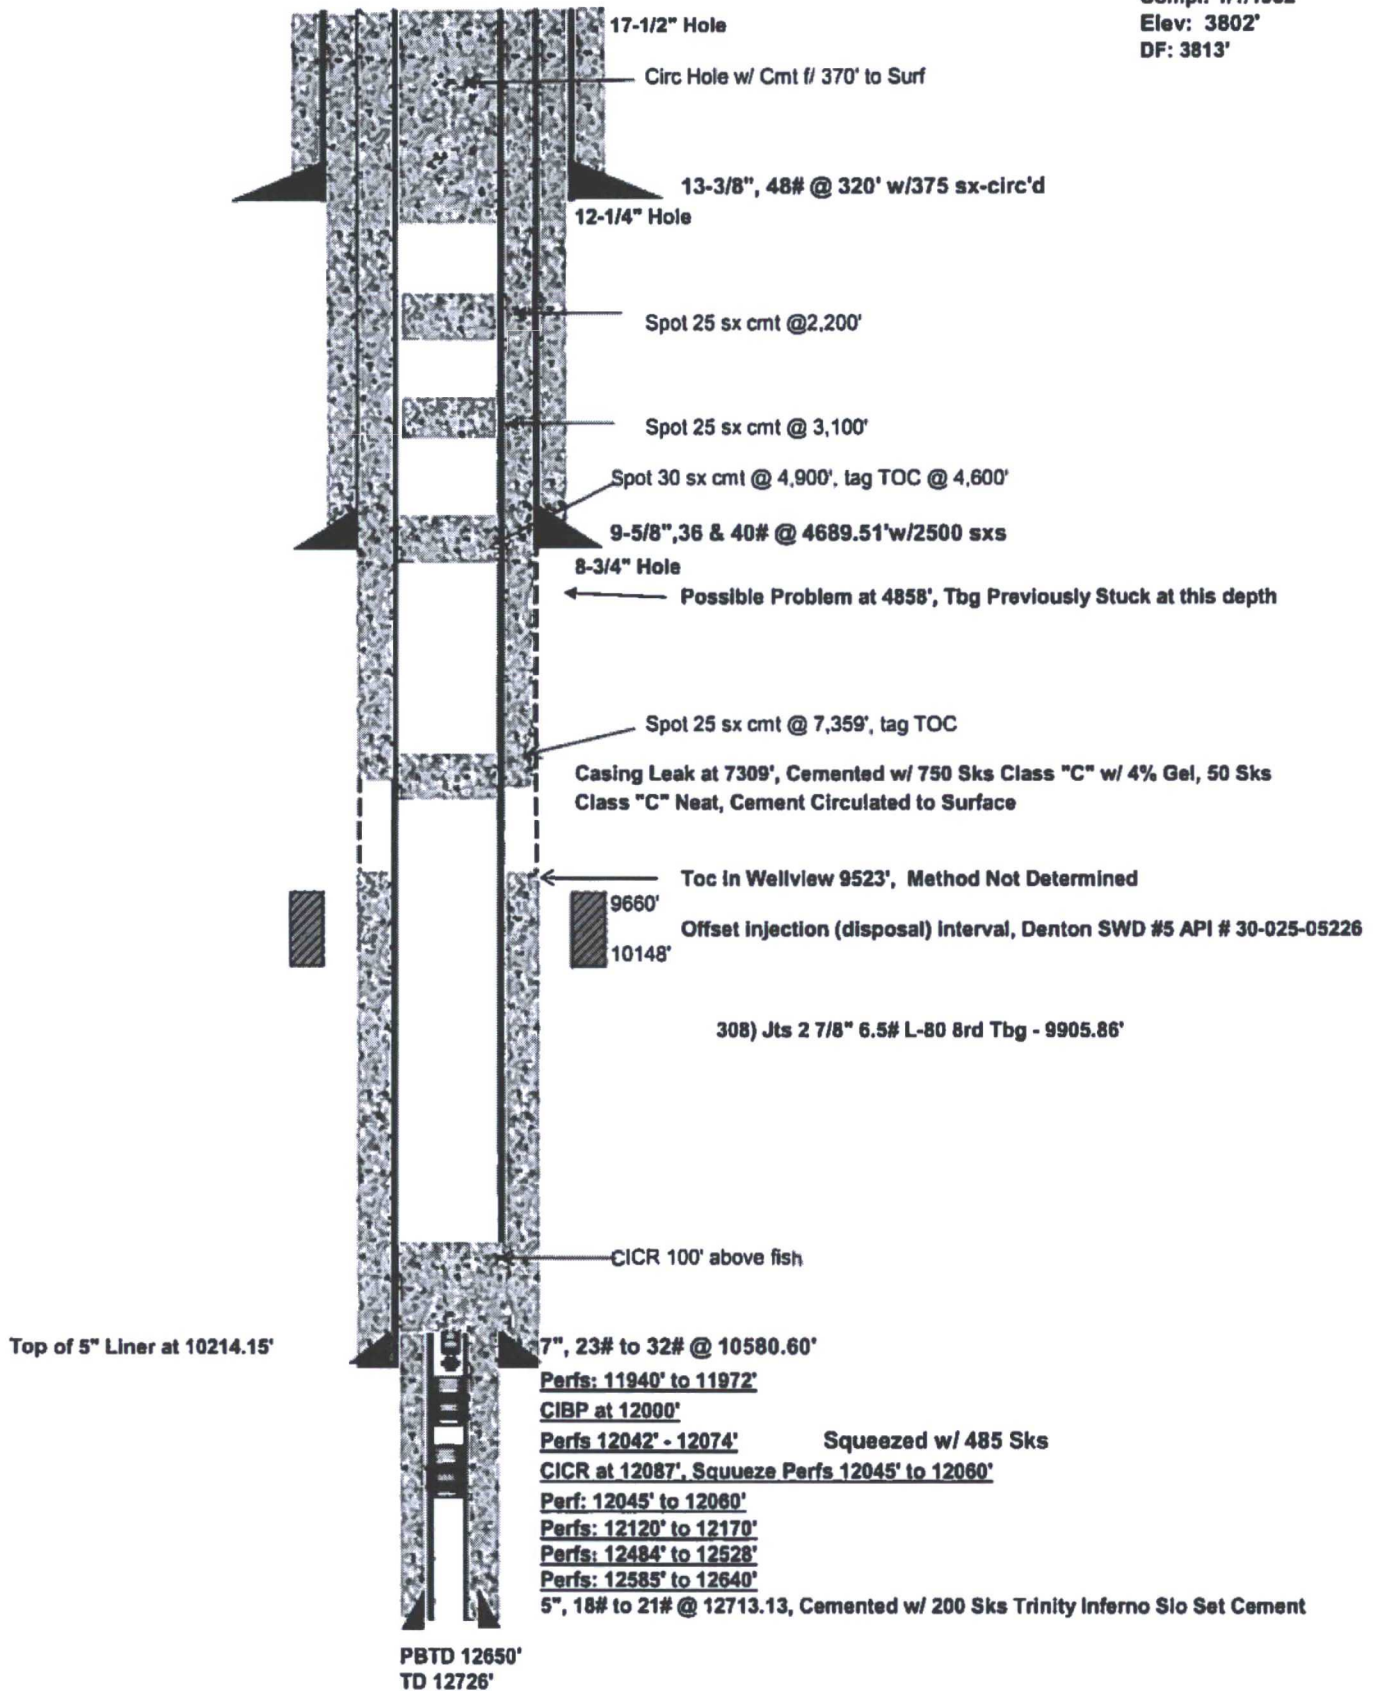 Elev: 3802'
DF: 3813'
17-1/2" Hole
Circ Hole w/ Cmt f/ 370' to Surf
13-3/8", 48# @ 320' w/375 sx-circ'd
12-1/4" Hole
Spot 25 sx cmt @2,200'
Spot 25 sx cmt @ 3,100'
Spot 30 sx cmt @ 4,900', tag TOC @ 4,600'
9-5/8",36 & 40# @ 4689.51'w/2500 sxs
8-3/4" Hole
Possible Problem at 4858', Tbg Previously Stuck at this depth
Spot 25 sx cmt @ 7,359', tag TOC
Casing Leak at 7309', Cemented w/ 750 Sks Class "C" w/ 4% Gel, 50 Sks
Class "C" Neat, Cement Circulated to Surface
Toc in Wellview 9523', Method Not Determined
9660'
Offset injection (disposal) interval, Denton SWD #5 API # 30-025-05226
10148'
308) Jts 2 7/8" 6.5# L-80 8rd Tbg - 9905.86'
CICR 100' above fish
Top of 5" Liner at 10214.15'
7", 23# to 32# @ 10580.60'
Perfs: 11940' to 11972'
CIBP at 12000'
Perfs 12042' - 12074' Squeezed w/ 485 Sks
CICR at 12087', Squueze Perfs 12045' to 12060'
Perf: 12045' to 12060'
Perfs: 12120' to 12170'
Perfs: 12484' to 12528'
Perfs: 12585' to 12640'
5", 18# to 21# @ 12713.13, Cemented w/ 200 Sks Trinity Inferno Slo Set Cement
PBTD 12650'
TD 12726'